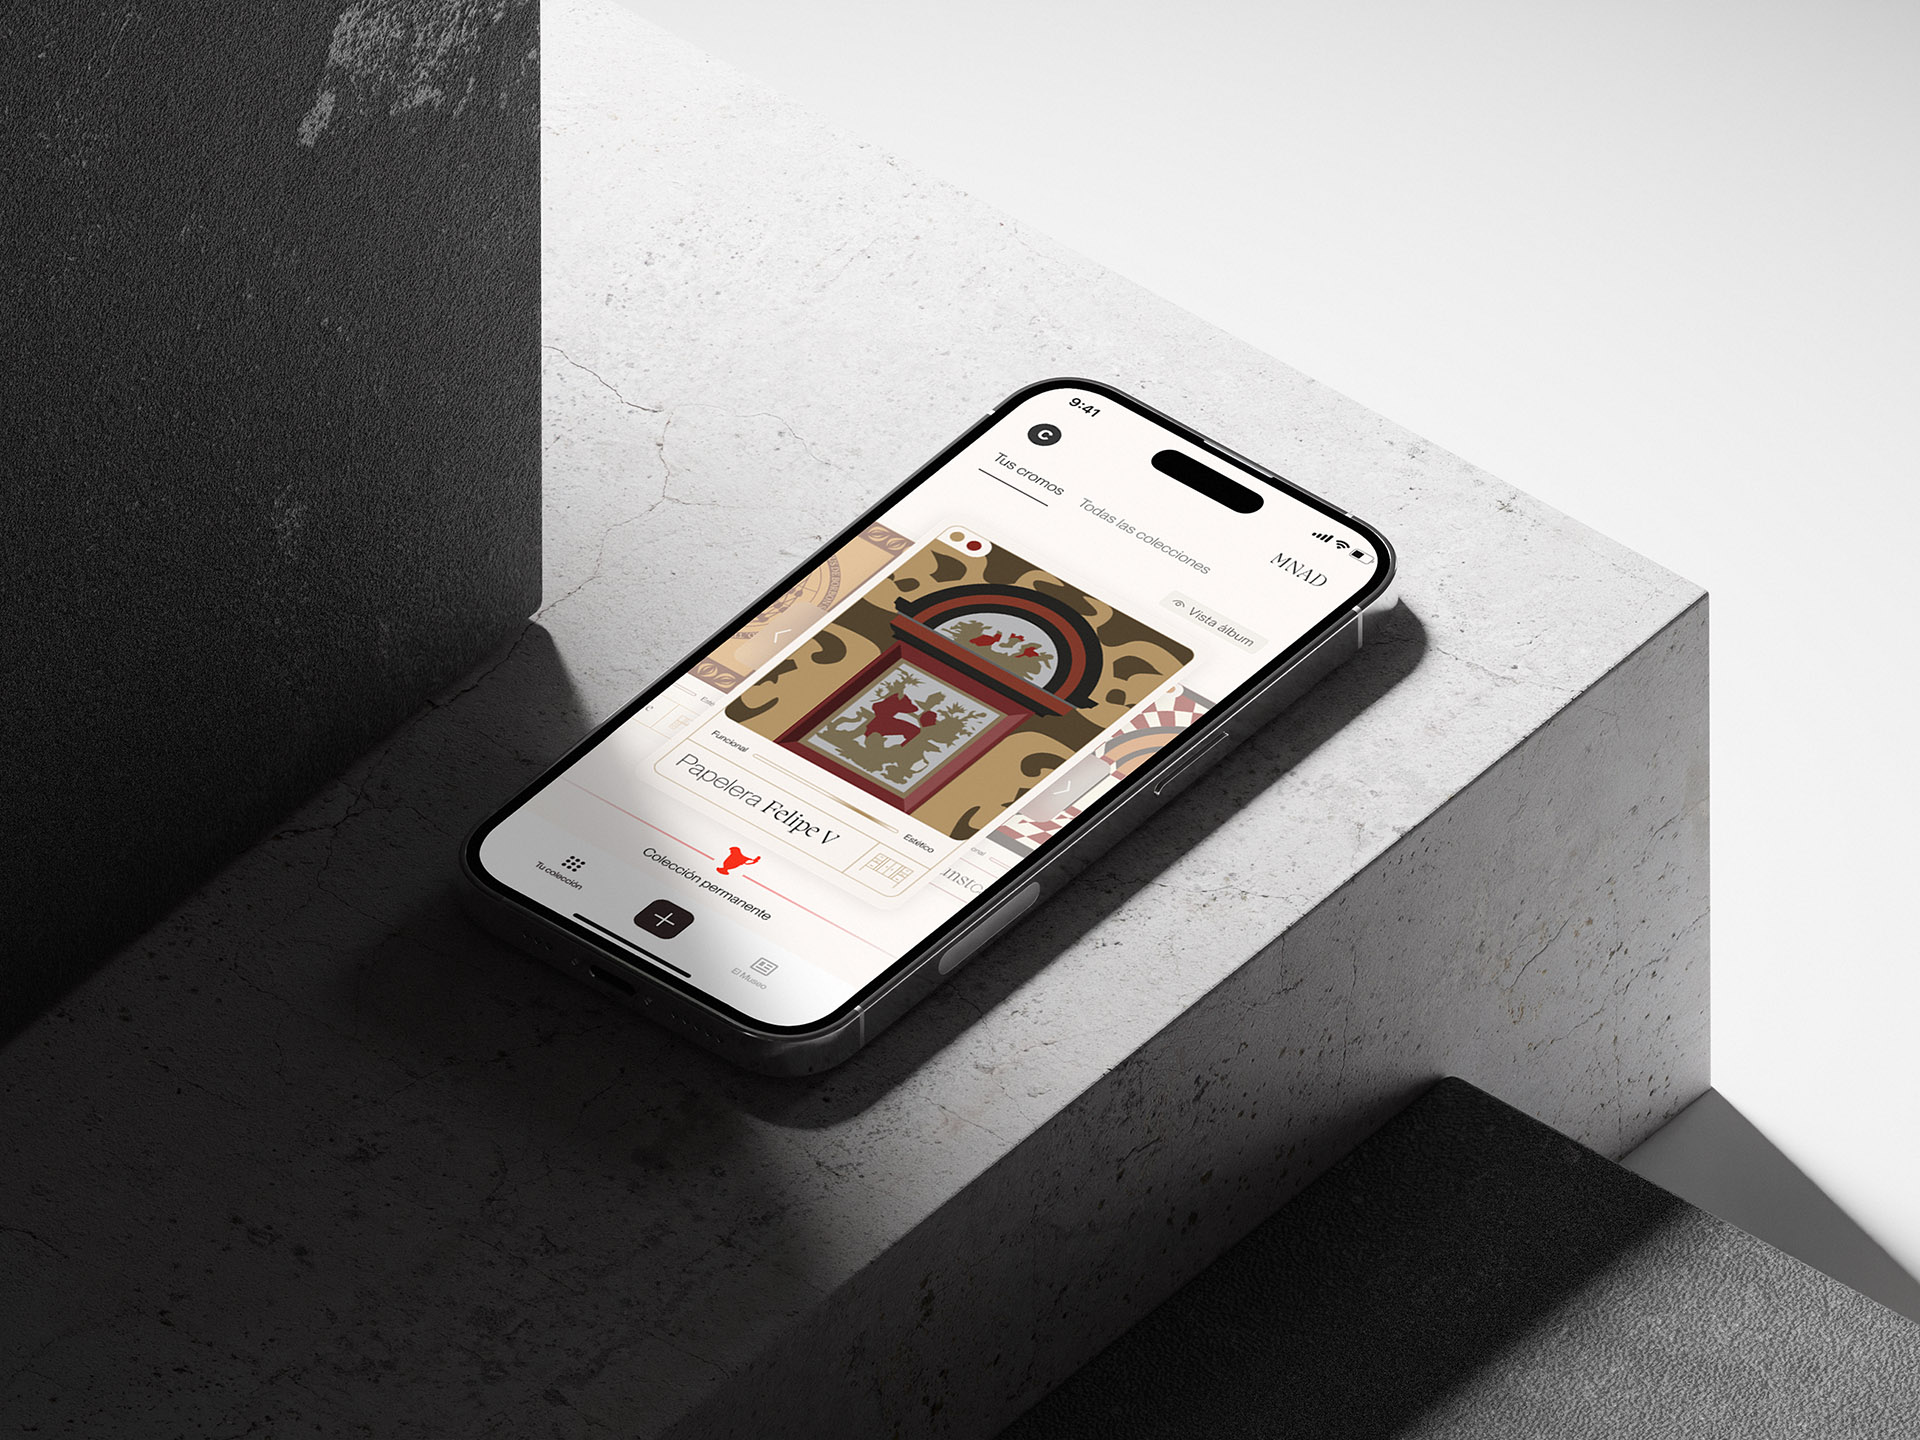 9:41
C
Tus cromos
Todas las colecciones
MNAD
Vista álbum
Funcional
Estético
Papelera Felipe V
Colección permanente
Tu colección
El Museo